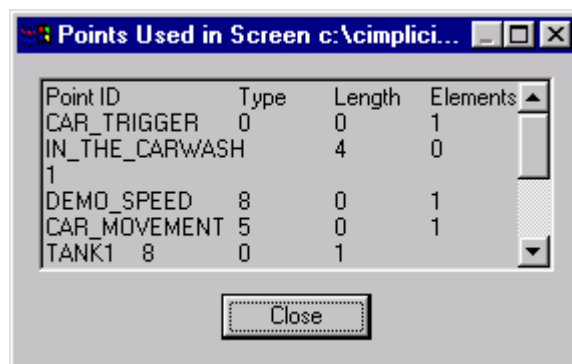 Points Used in Screen c:\cimplici...
Point ID Type Length Elements
CAR_TRIGGER 0 0 1
IN_THE_CARWASH 4 0
1
DEMO_SPEED 8 0 1
CAR_MOVEMENT 5 0 1
TANK1 8 0 1
Close